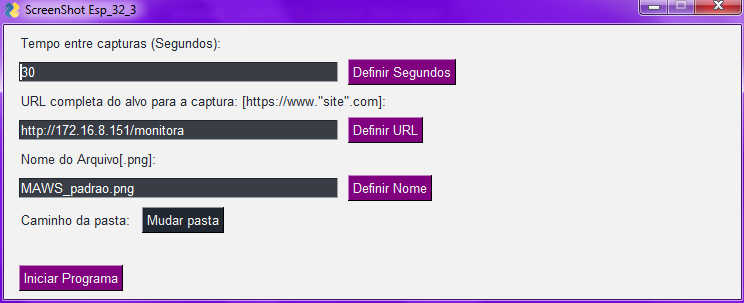 ScreenShot Esp_32_3
Tempo entre capturas (Segundos):
30 Definir Segundos
URL completa do alvo para a captura: [https://www."site".com]:
http://172.16.8.151/monitora Definir URL
Nome do Arquivo[.png]:
MAWS_padrao.png Definir Nome
Caminho da pasta: Mudar pasta
Iniciar Programa